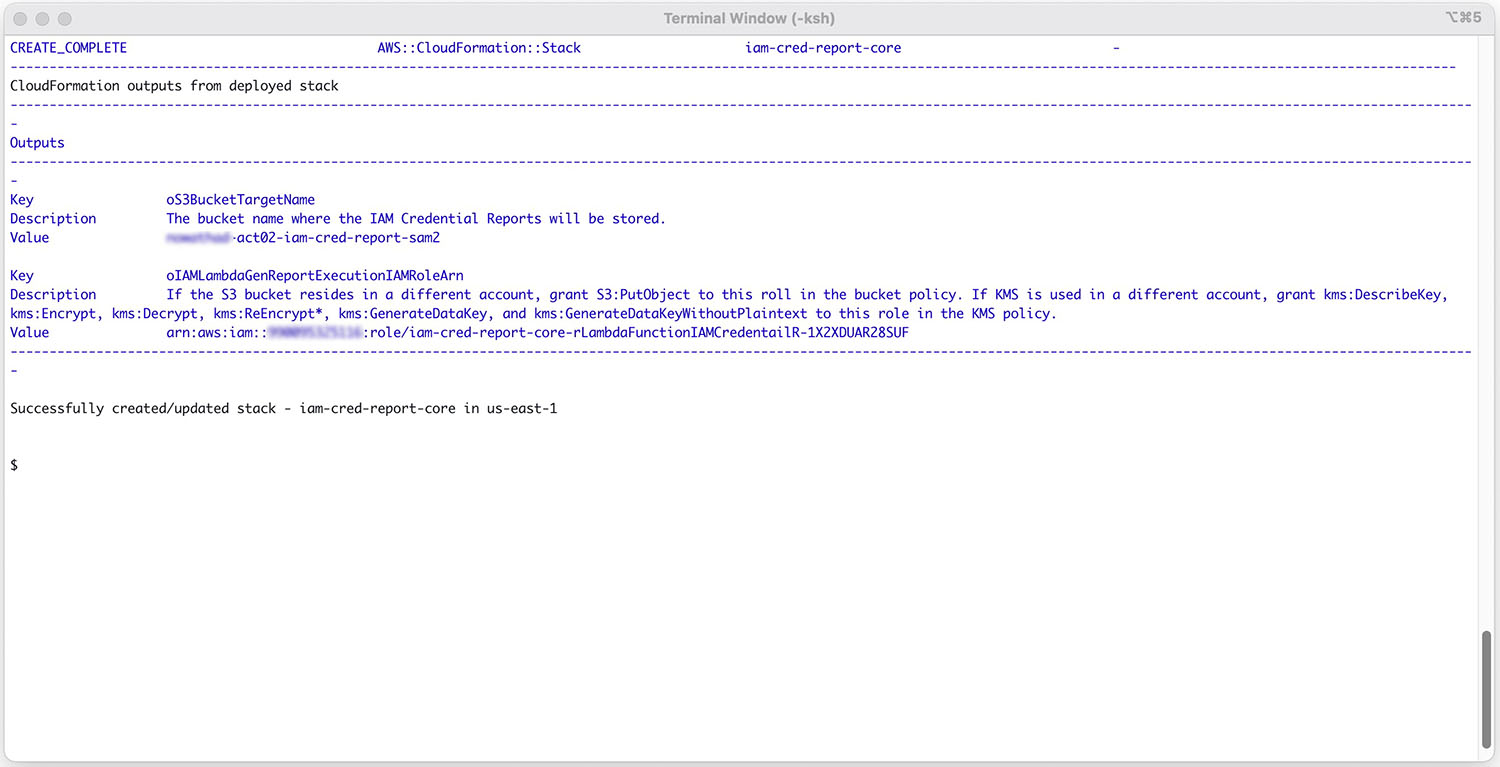 Terminal Window (-ksh)
⌥⌘5
CREATE_COMPLETE AWS::CloudFormation::Stack iam-cred-report-core -
-----------------------------------------------------------------------------------------------------------------------------------------------------------------------------------------
CloudFormation outputs from deployed stack
-------------------------------------------------------------------------------------------------------------------------------------------------------------------------------------------
-
Outputs
-------------------------------------------------------------------------------------------------------------------------------------------------------------------------------------------
-
Key oS3BucketTargetName
Description The bucket name where the IAM Credential Reports will be stored.
Value -act02-iam-cred-report-sam2
Key oIAMLambdaGenReportExecutionIAMRoleArn
Description If the S3 bucket resides in a different account, grant S3:PutObject to this roll in the bucket policy. If KMS is used in a different account, grant kms:DescribeKey,
kms:Encrypt, kms:Decrypt, kms:ReEncrypt*, kms:GenerateDataKey, and kms:GenerateDataKeyWithoutPlaintext to this role in the KMS policy.
Value arn:aws:iam:::role/iam-cred-report-core-rLambdaFunctionIAMCredentailR-1X2XDUAR28SUF
-------------------------------------------------------------------------------------------------------------------------------------------------------------------------------------------
-
Successfully created/updated stack - iam-cred-report-core in us-east-1
$